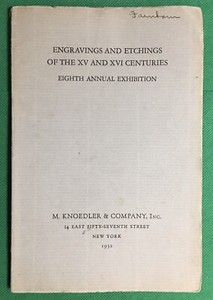 ENGRAVINGS AND ETCHINGS
OF THE XV AND XVI CENTURIES
EIGHTH ANNUAL EXHIBITION
M. KNOEDLER & COMPANY, Inc.
14 EAST FIFTY-SEVENTH STREET
NEW YORK